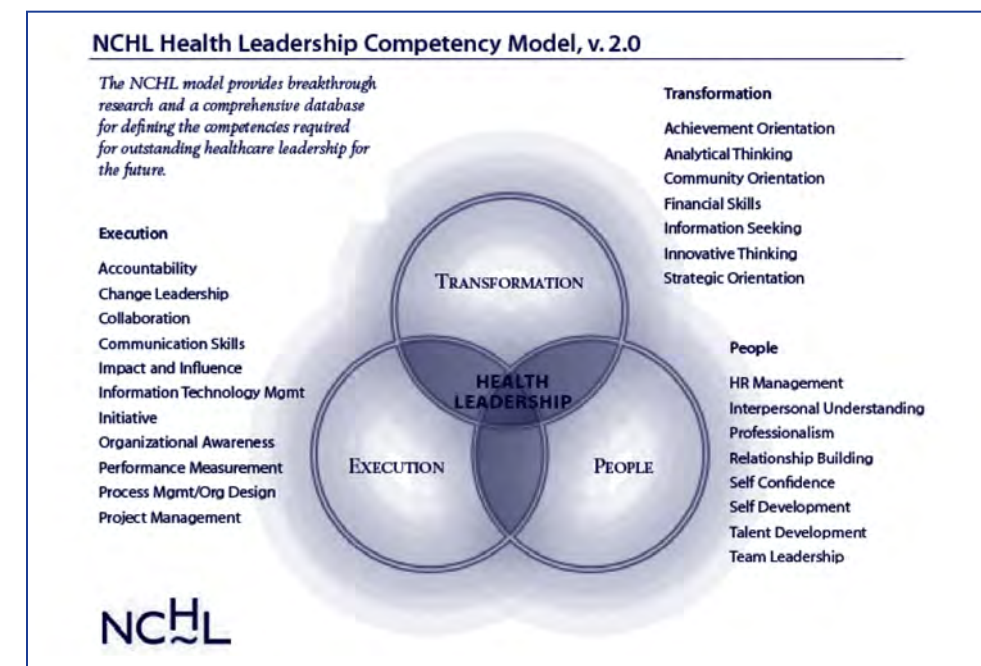 NCHL Health Leadership Competency Model, v. 2.0
The NCHL model provides breakthrough
research and a comprehensive database
for defining the competencies required
for outstanding healthcare leadership for
the future.
Transformation
Achievement Orientation
Analytical Thinking
Community Orientation
Financial Skills
Information Seeking
Innovative Thinking
Strategic Orientation
Execution
Accountability
Change Leadership
Collaboration
Communication Skills
Impact and Influence
Information Technology Mgmt
Initiative
Organizational Awareness
Performance Measurement
Process Mgmt/Org Design
Project Management
TRANSFORMATION
HEALTH
LEADERSHIP
EXECUTION
PEOPLE
People
HR Management
Interpersonal Understanding
Professionalism
Relationship Building
Self Confidence
Self Development
Talent Development
Team Leadership
NCHL